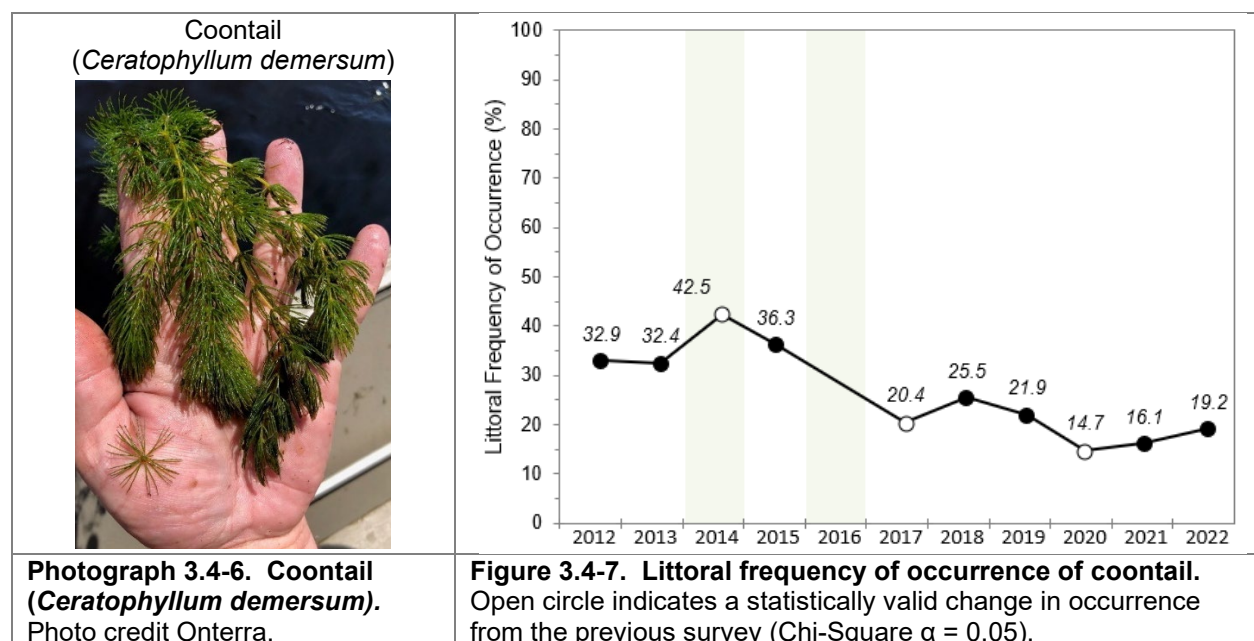 Coontail
(Ceratophyllum demersum)
Photograph 3.4-6. Coontail
(Ceratophyllum demersum).
Photo credit Onterra.
Littoral Frequency of Occurrence (%)
100
90
80
70
60
50
40
30
20
10
0
32.9
32.4
42.5
36.3
20.4
25.5
21.9
14.7
16.1
19.2
2012 2013 2014 2015 2016 2017 2018 2019 2020 2021 2022
Figure 3.4-7. Littoral frequency of occurrence of coontail.
Open circle indicates a statistically valid change in occurrence
from the previous survey (Chi-Square α = 0.05).